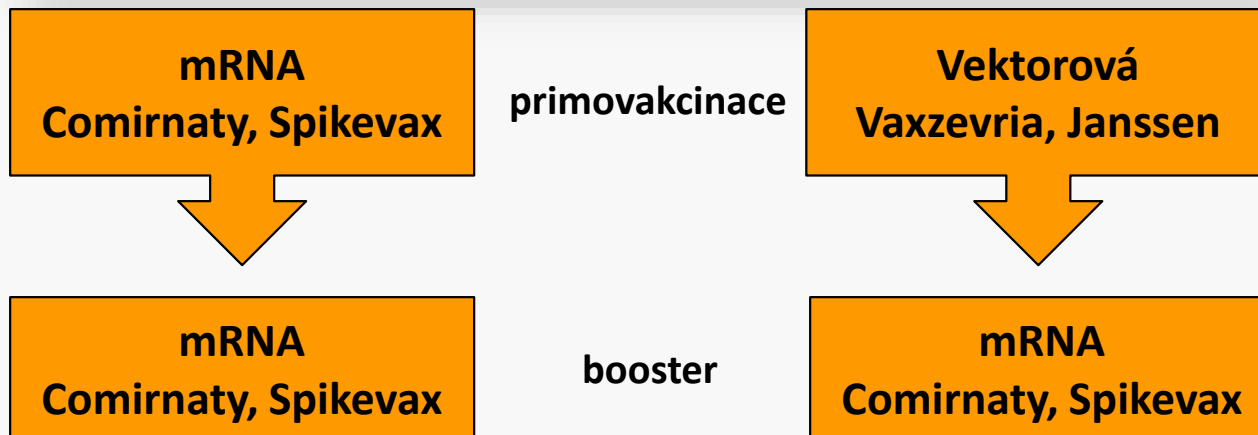 mRNA
Comirnaty, Spikevax
primovakcinace
Vektorová
Vaxzevria, Janssen
mRNA
Comirnaty, Spikevax
booster
mRNA
Comirnaty, Spikevax